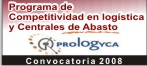 Programa de
Competitividad en logística
y Centrales de Abasto
PROLOGYCA
Convocatoria 2008